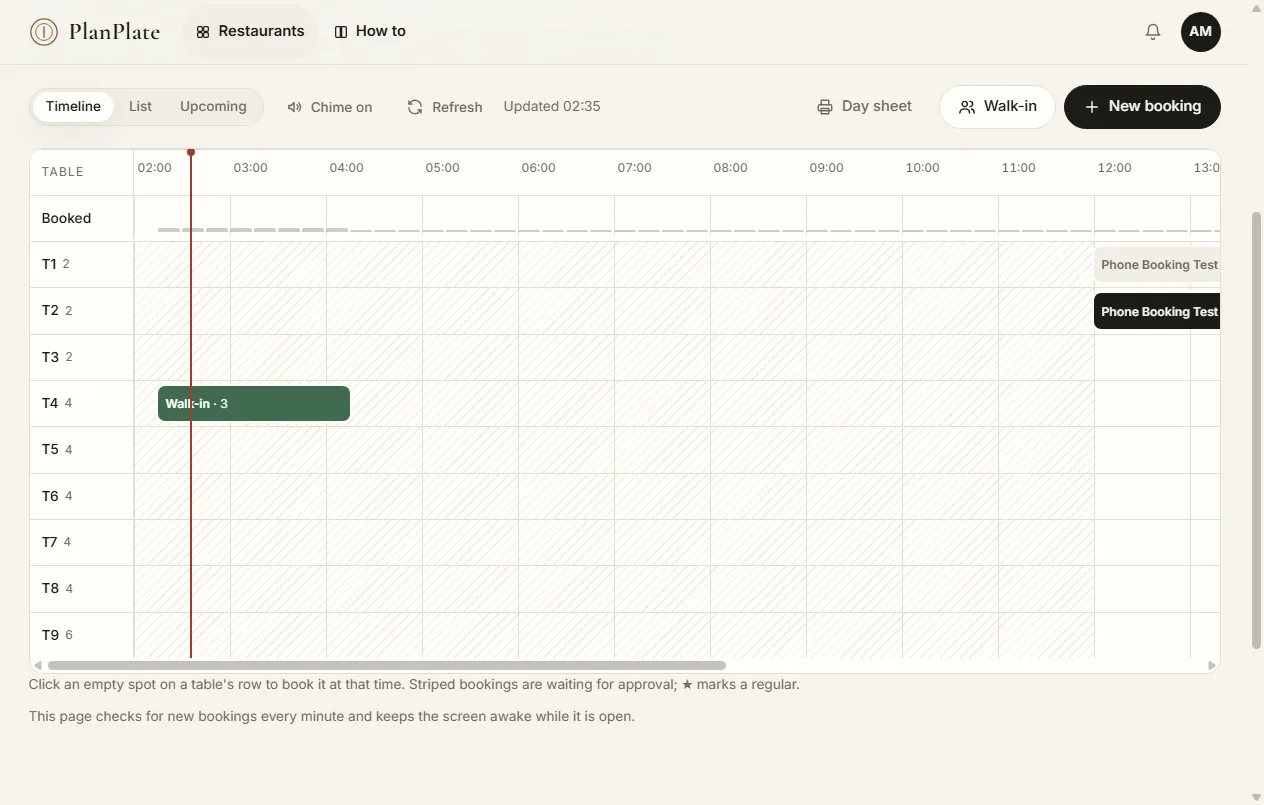 PlanPlate Restaurants How to AM
Timeline List Upcoming Chime on Refresh Updated 02:35 Day sheet Walk-in + New booking
TABLE 02:00 03:00 04:00 05:00 06:00 07:00 08:00 09:00 10:00 11:00 12:00 13:0
Booked
T1 2 Phone Booking Test
T2 2 Phone Booking Test
T3 2
T4 4 Walk-in · 3
T5 4
T6 4
T7 4
T8 4
T9 6
Click an empty spot on a table's row to book it at that time. Striped bookings are waiting for approval; ★ marks a regular.
This page checks for new bookings every minute and keeps the screen awake while it is open.